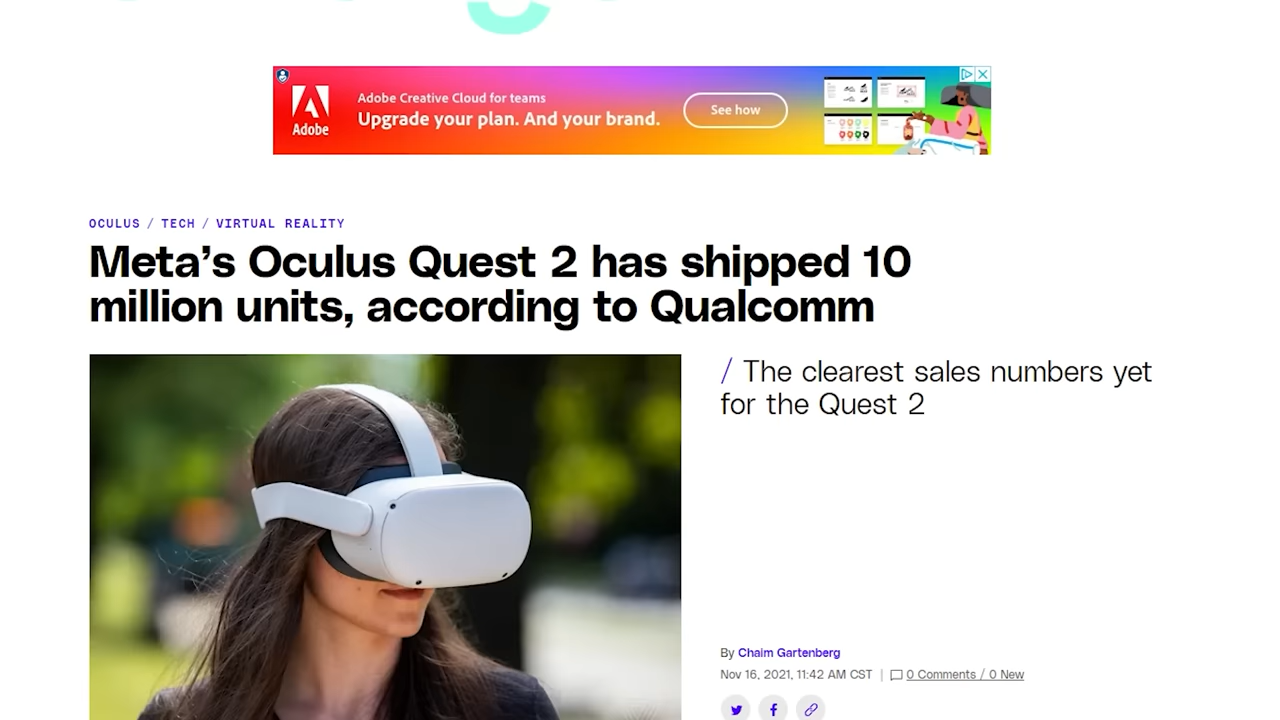 Adobe
Adobe Creative Cloud for teams
Upgrade your plan. And your brand.
See how
OCULUS / TECH / VIRTUAL REALITY
Meta’s Oculus Quest 2 has shipped 10
million units, according to Qualcomm
/ The clearest sales numbers yet
for the Quest 2
By Chaim Gartenberg
Nov 16, 2021, 11:42 AM CST | 0 Comments / 0 New